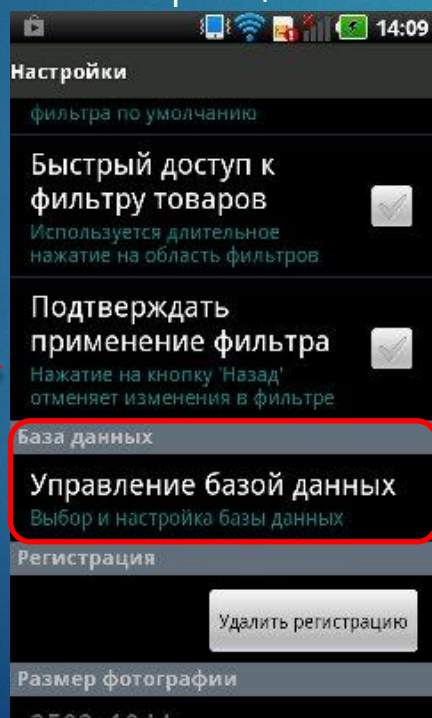 14:09
Настройки
фильтра по умолчанию
Быстрый доступ к
фильтру товаров
Используется длительное
нажатие на область фильтров
Подтверждать
применение фильтра
Нажатие на кнопку 'Назад'
отменяет изменения в фильтре
База данных
Управление базой данных
Выбор и настройка базы данных
Регистрация
Удалить регистрацию
Размер фотографии